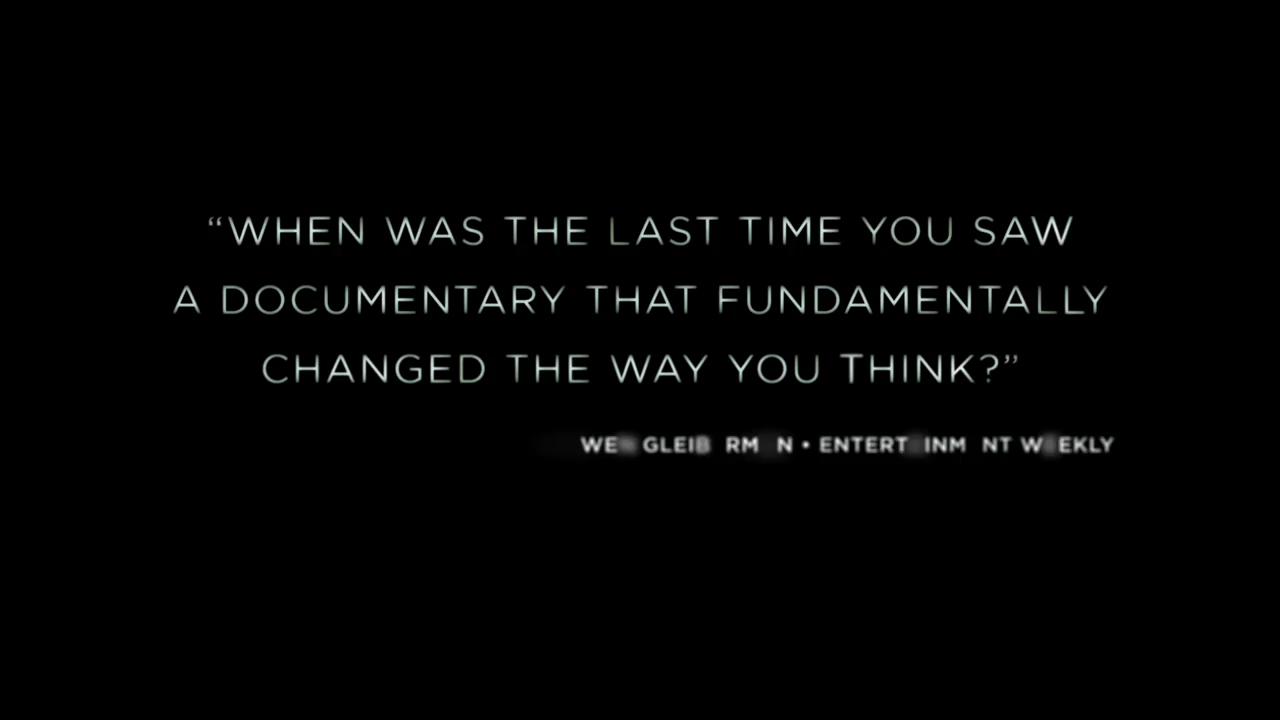 “WHEN WAS THE LAST TIME YOU SAW
A DOCUMENTARY THAT FUNDAMENTALLY
CHANGED THE WAY YOU THINK?”
WEN GLEIB RM N • ENTERT INM NT W EKLY